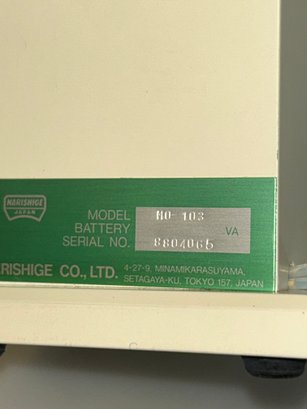 NARISHIGE
JAPAN
MODEL MO-103
BATTERY VA
SERIAL NO. 8804065
ARISHIGE CO., LTD. 4-27-9, MINAMIKARASUYAMA,
SETAGAYA-KU, TOKYO 157, JAPAN